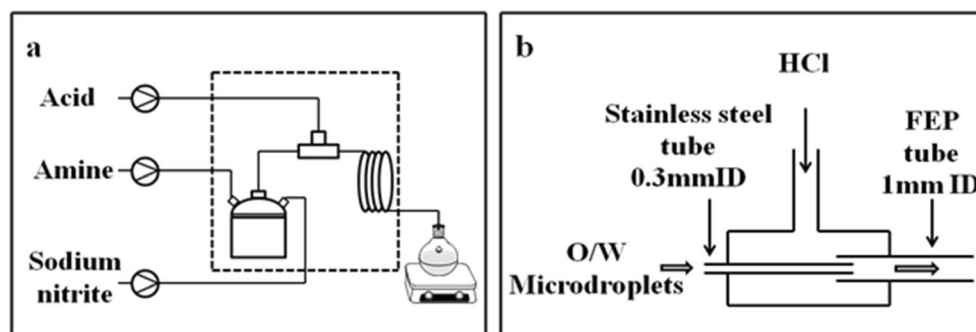 a
Acid
Amine
Sodium
nitrite
b
HCl
Stainless steel
tube
0.3mmID
FEP
tube
1mm ID
O/W
Microdroplets